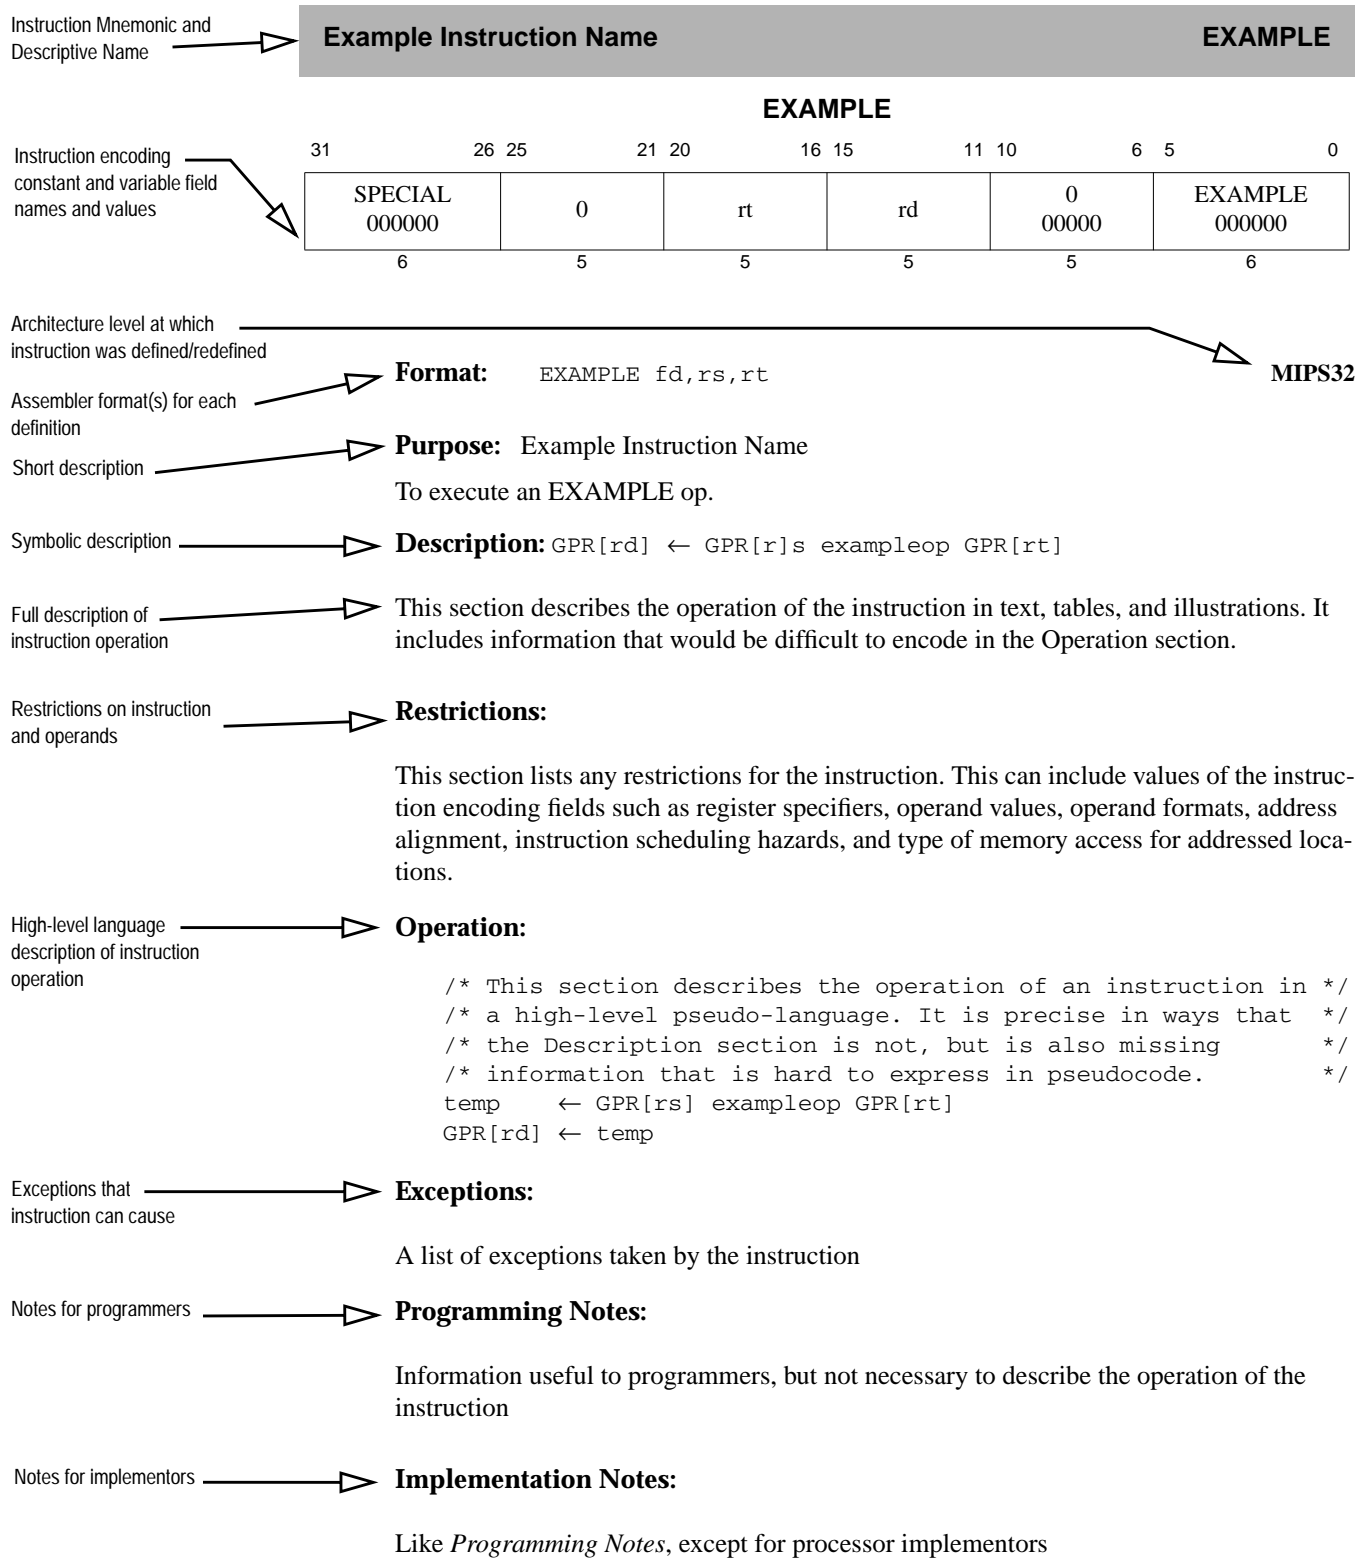 Instruction Mnemonic and
Descriptive Name
Example Instruction Name EXAMPLE
EXAMPLE
31 26 25 21 20 16 15 11 10 6 5 0
Instruction encoding
constant and variable field
names and values
SPECIAL
000000
0
rt
rd
0
00000
EXAMPLE
000000
6 5 5 5 5 6
Architecture level at which
instruction was defined/redefined
Format: EXAMPLE fd,rs,rt MIPS32
Assembler format(s) for each
definition
Purpose: Example Instruction Name
Short description
To execute an EXAMPLE op.
Symbolic description
Description: GPR[rd] ← GPR[r]s exampleop GPR[rt]
Full description of
instruction operation
This section describes the operation of the instruction in text, tables, and illustrations. It
includes information that would be difficult to encode in the Operation section.
Restrictions on instruction
and operands
Restrictions:
This section lists any restrictions for the instruction. This can include values of the instruc-
tion encoding fields such as register specifiers, operand values, operand formats, address
alignment, instruction scheduling hazards, and type of memory access for addressed loca-
tions.
High-level language
description of instruction
operation
Operation:
/* This section describes the operation of an instruction in */
/* a high-level pseudo-language. It is precise in ways that */
/* the Description section is not, but is also missing */
/* information that is hard to express in pseudocode. */
temp ← GPR[rs] exampleop GPR[rt]
GPR[rd] ← temp
Exceptions that
instruction can cause
Exceptions:
A list of exceptions taken by the instruction
Notes for programmers
Programming Notes:
Information useful to programmers, but not necessary to describe the operation of the
instruction
Notes for implementors
Implementation Notes:
Like Programming Notes, except for processor implementors